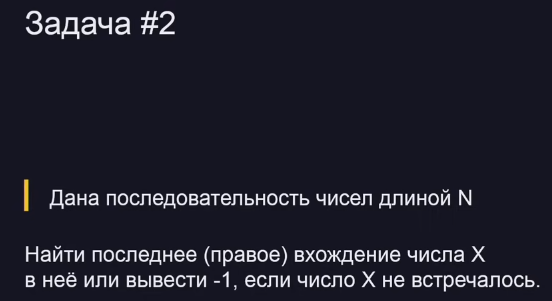 Задача #2
Дана последовательность чисел длиной N
Найти последнее (правое) вхождение числа X
в неё или вывести -1, если число X не встречалось.